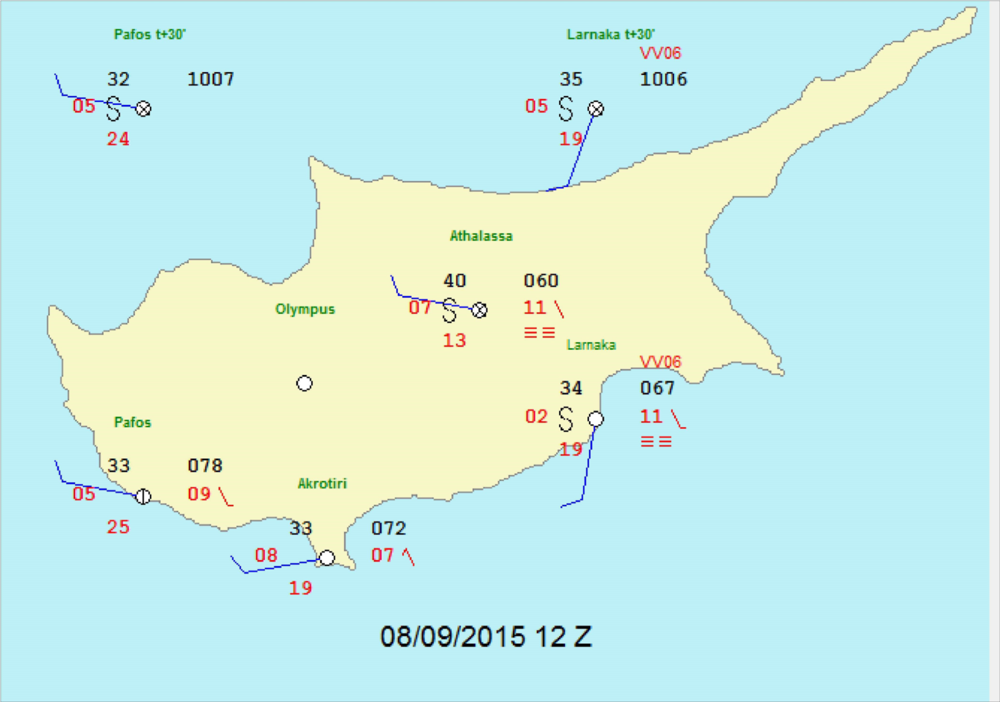 Pafos t+30'
32 1007
05
24
Larnaka t+30'
VV06
35 1006
05
19
Athalassa
40 060
07 11
13
Olympus
Larnaka
VV06
34 067
02 11
19
Pafos
33 078
05 09
25
Akrotiri
33 072
08 07
19
08/09/2015 12 Z